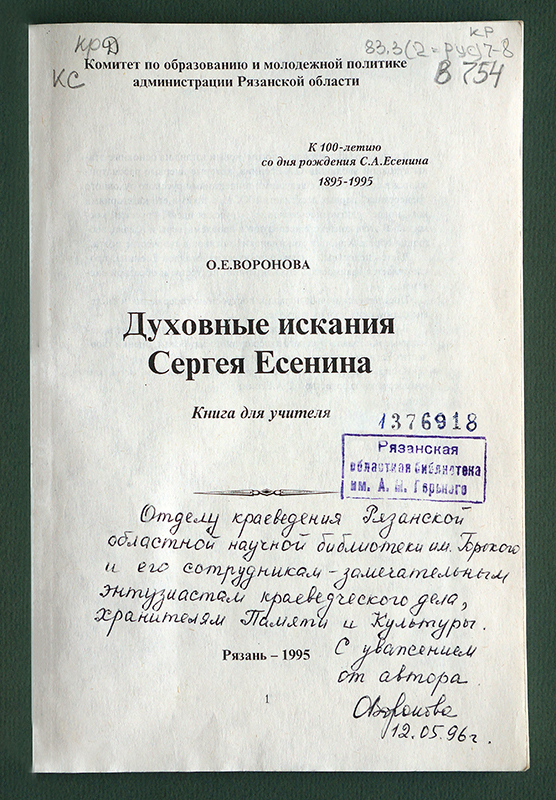 крD
КС
КР
83.3(2=Рус)7-8
В 754
Комитет по образованию и молодежной политике
администрации Рязанской области
К 100-летию
со дня рождения С.А.Есенина
1895-1995
О.Е.ВОРОНОВА
Духовные искания
Сергея Есенина
Книга для учителя
1376918
Рязанская
областная библиотека
им. А. М. Горького
Отделу краеведения Рязанской
областной научной библиотеки им. Горького
и его сотрудникам – замечательным
энтузиастам краеведческого дела,
хранителям Памяти и Культуры.
С уважением
от автора
Рязань – 1995
Воронова
12.05.96г.
1